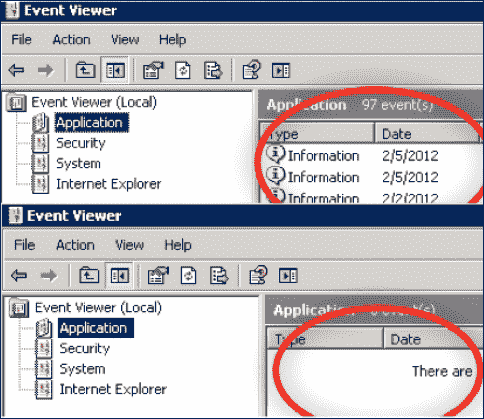 Event Viewer
File Action View Help
Event Viewer (Local)
Application
Security
System
Internet Explorer
Application 97 event(s)
Type Date
Information 2/5/2012
Information 2/5/2012
Information 2/2/2012
Event Viewer
File Action View Help
Event Viewer (Local)
Application
Security
System
Internet Explorer
Application event(s)
Type Date
There are